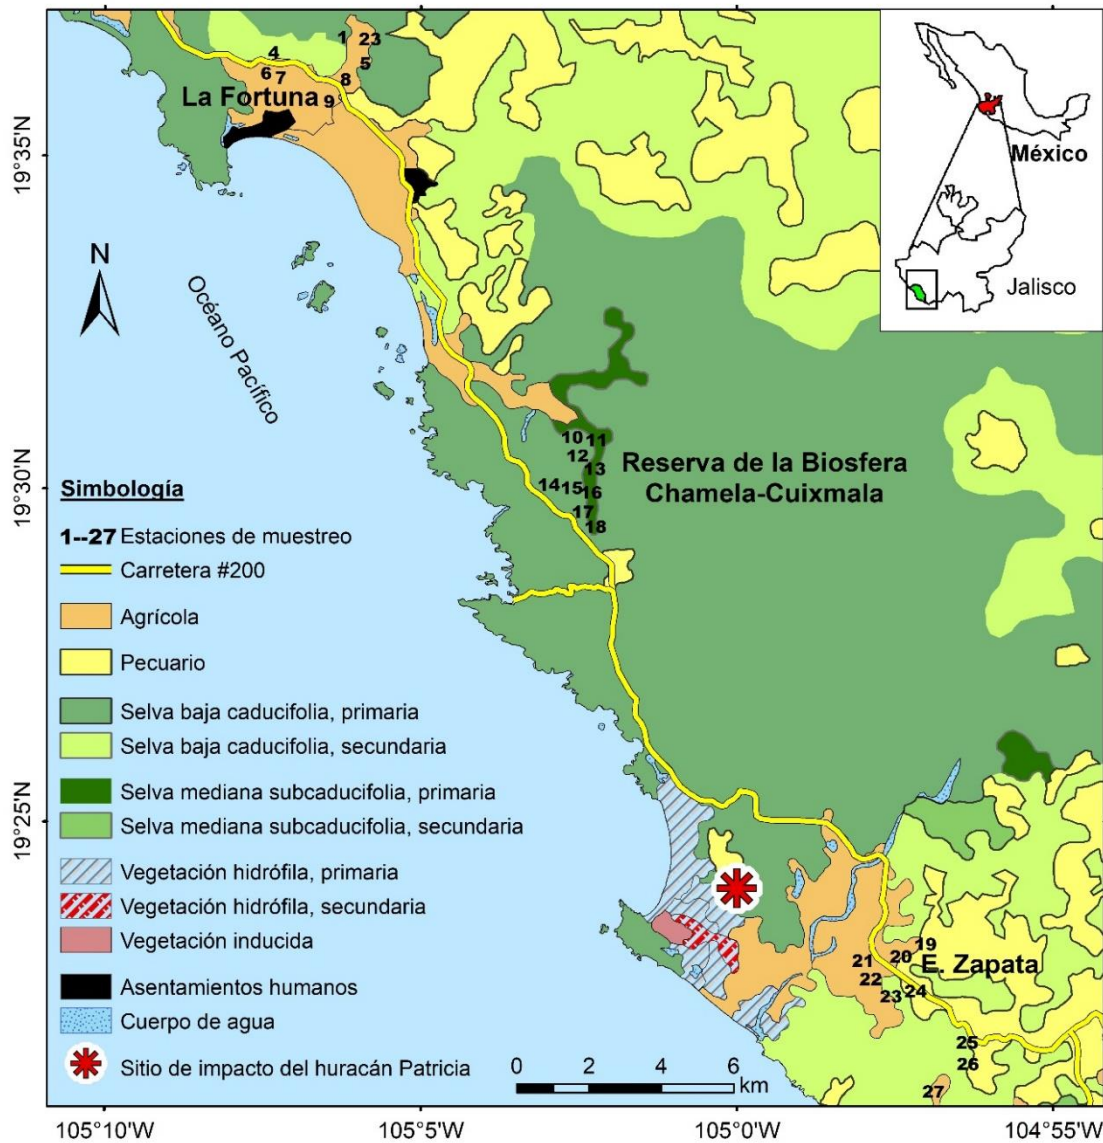 1
23
4
5
6
7
8
La Fortuna
9
México
Jalisco
N
Océano Pacífico
10
11
12
13
Reserva de la Biosfera
Chamela-Cuixmala
14
15
16
17
18
Simbología
1--27 Estaciones de muestreo
Carretera #200
Agrícola
Pecuario
Selva baja caducifolia, primaria
Selva baja caducifolia, secundaria
Selva mediana subcaducifolia, primaria
Selva mediana subcaducifolia, secundaria
Vegetación hidrófila, primaria
Vegetación hidrófila, secundaria
Vegetación inducida
Asentamientos humanos
Cuerpo de agua
Sitio de impacto del huracán Patricia
19
20
21
E. Zapata
22
23
24
25
26
27
0 2 4 6
km
19°35'N
19°30'N
19°25'N
105°10'W
105°5'W
105°0'W
104°55'W